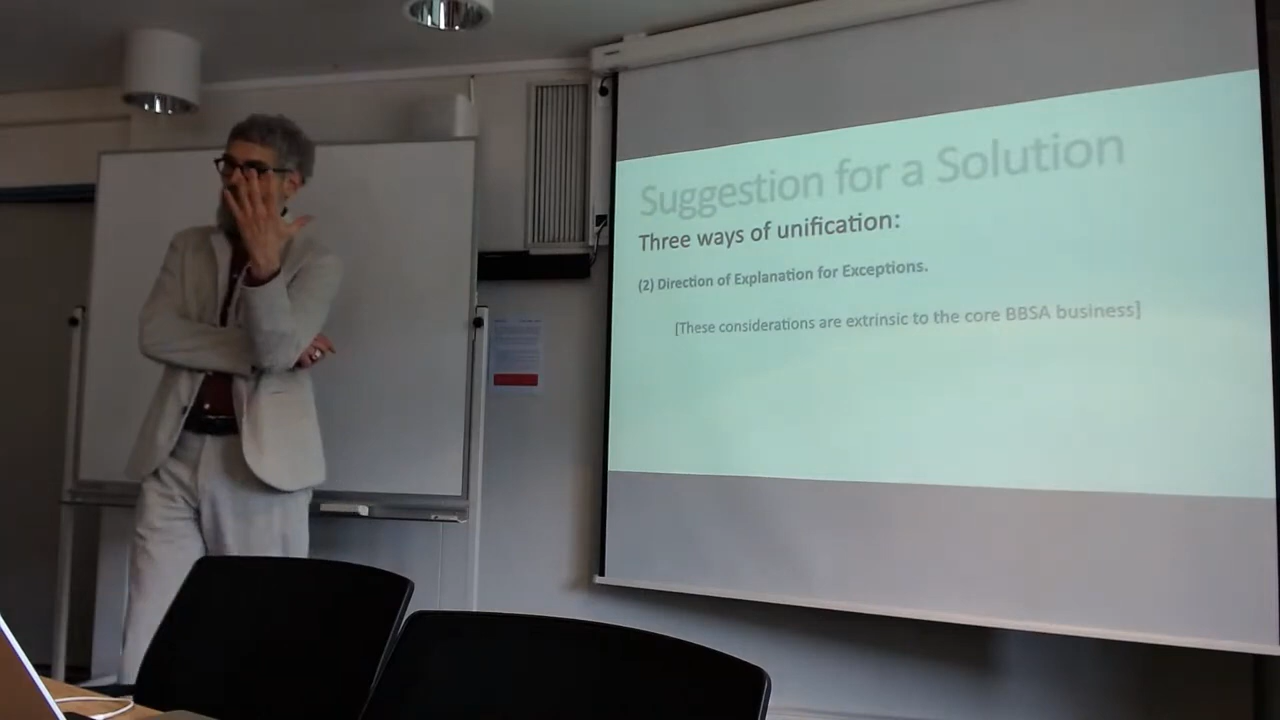 Suggestion for a Solution
Three ways of unification:
(2) Direction of Explanation for Exceptions.
[These considerations are extrinsic to the core BBSA business]